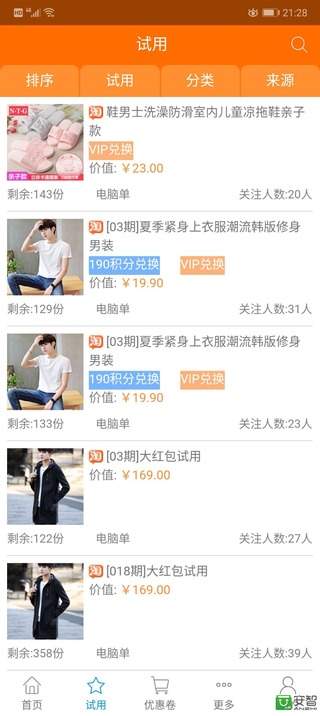 21:28
试用
排序 试用 分类 来源
N·T·G
亲子款
淘 鞋男士洗澡防滑室内儿童凉拖鞋亲子
款
VIP兑换
价值: ￥23.00
剩余:143份 电脑单 关注人数:20人
淘 [03期]夏季紧身上衣服潮流韩版修身
男装
190积分兑换 VIP兑换
价值: ￥19.90
剩余:129份 电脑单 关注人数:31人
淘 [03期]夏季紧身上衣服潮流韩版修身
男装
190积分兑换 VIP兑换
价值: ￥19.90
剩余:133份 电脑单 关注人数:23人
淘 [03期]大红包试用
价值: ￥169.00
剩余:122份 电脑单 关注人数:27人
淘 [018期]大红包试用
价值: ￥169.00
剩余:358份 电脑单 关注人数:39人
首页 试用 优惠卷 更多
安智